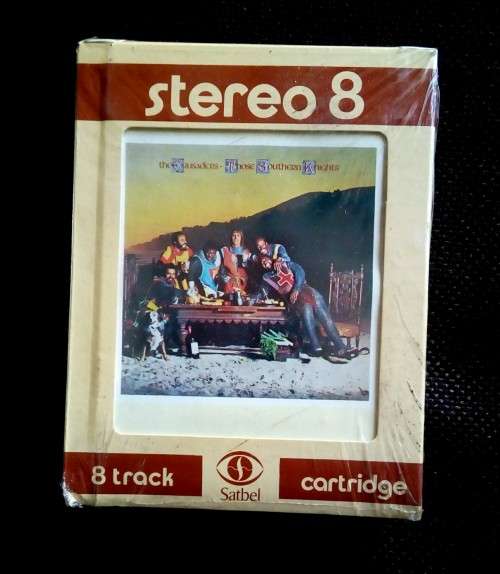 stereo 8
the Crusaders • Those Southern Knights
8 track
Satbel
cartridge